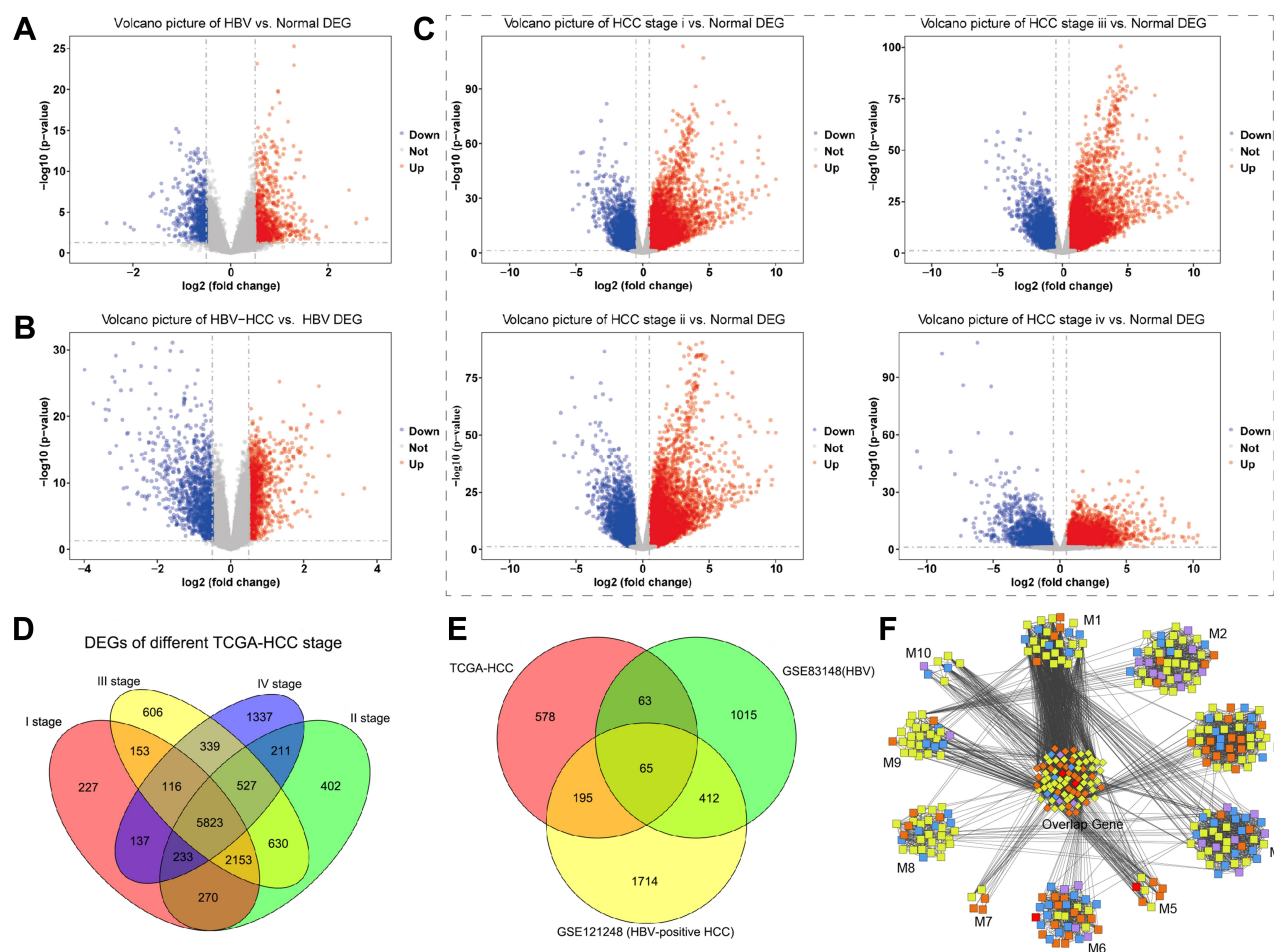 A
Volcano picture of HBV vs. Normal DEG
25
20
15
10
5
0
−log10 (p−value)
−2
0
2
log2 (fold change)
Down
Not
Up
B
Volcano picture of HBV−HCC vs. HBV DEG
30
20
10
0
−log10 (p−value)
−4
−2
0
2
4
log2 (fold change)
Down
Not
Up
C
Volcano picture of HCC stage i vs. Normal DEG
90
60
30
0
−log10 (p−value)
−10
−5
0
5
10
log2 (fold change)
Down
Not
Up
Volcano picture of HCC stage iii vs. Normal DEG
100
75
50
25
0
−log10 (p−value)
−10
−5
0
5
10
log2 (fold change)
Down
Not
Up
Volcano picture of HCC stage ii vs. Normal DEG
75
50
25
0
−log10 (p−value)
−10
−5
0
5
10
log2 (fold change)
Down
Not
Up
Volcano picture of HCC stage iv vs. Normal DEG
90
60
30
0
−log10 (p−value)
−10
−5
0
5
10
log2 (fold change)
Down
Not
Up
D
DEGs of different TCGA-HCC stage
III stage
IV stage
I stage
II stage
606
1337
153
339
211
227
116
527
402
5823
137
233
2153
630
270
E
TCGA-HCC
GSE83148(HBV)
63
578
1015
65
195
412
1714
GSE121248 (HBV-positive HCC)
F
M1
M2
M10
M9
Overlap Gene
M
M8
M5
M7
M6